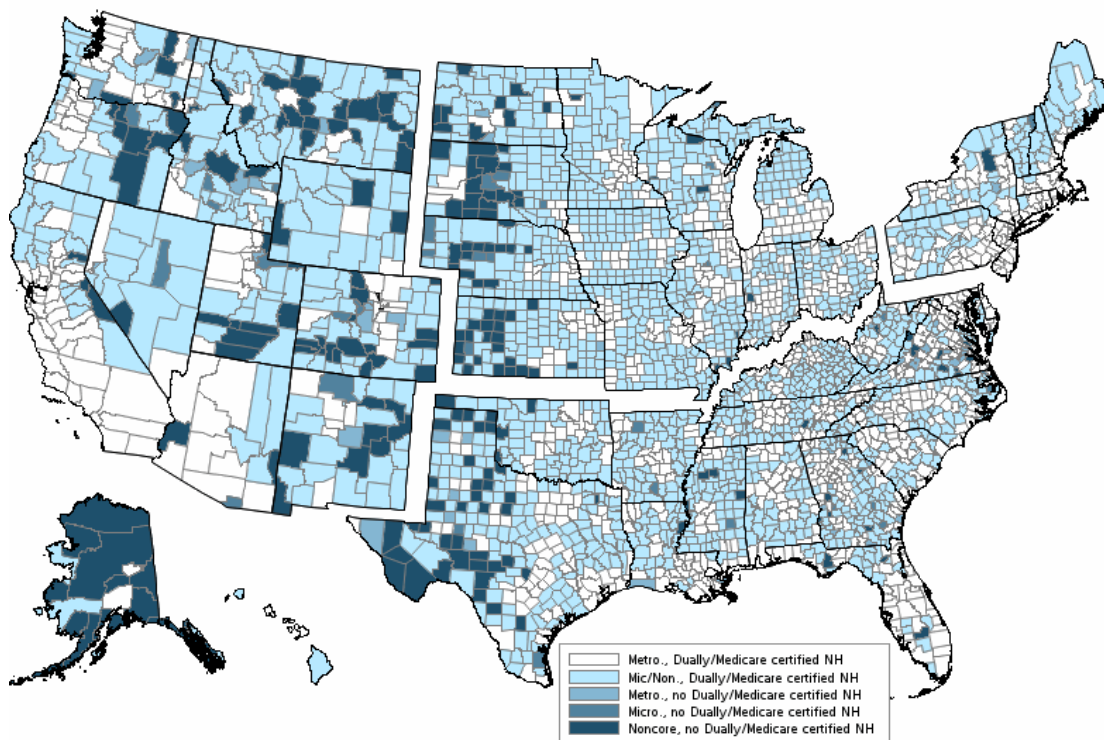 Metro., Dually/Medicare certified NH
Mic/Non., Dually/Medicare certified NH
Metro., no Dually/Medicare certified NH
Micro., no Dually/Medicare certified NH
Noncore, no Dually/Medicare certified NH